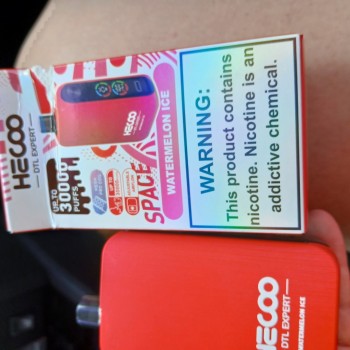 HECOO
— DTL EXPERT —
UP TO
30000
PUFFS
SPACE
WATERMELON ICE
HECOO
WARNING:
This product contains
nicotine. Nicotine is an
addictive chemical.
HECOO
DTL EXPERT—
WATERMELON ICE